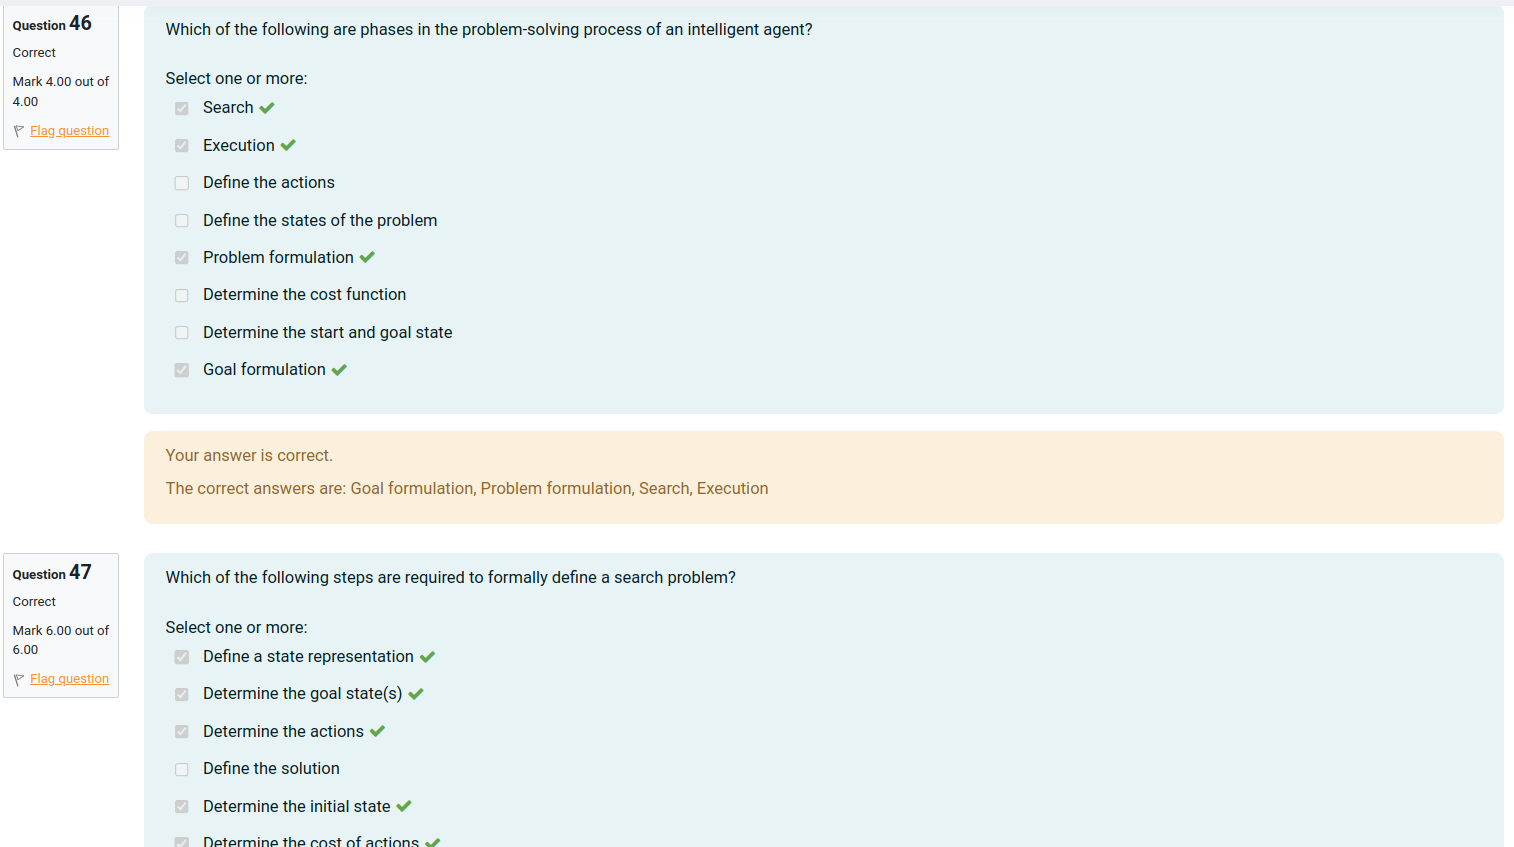 Question 46
Correct
Mark 4.00 out of
4.00
Flag question
Which of the following are phases in the problem-solving process of an intelligent agent?
Select one or more:
Search
Execution
Define the actions
Define the states of the problem
Problem formulation
Determine the cost function
Determine the start and goal state
Goal formulation
Your answer is correct.
The correct answers are: Goal formulation, Problem formulation, Search, Execution
Question 47
Correct
Mark 6.00 out of
6.00
Flag question
Which of the following steps are required to formally define a search problem?
Select one or more:
Define a state representation
Determine the goal state(s)
Determine the actions
Define the solution
Determine the initial state
Determine the cost of actions